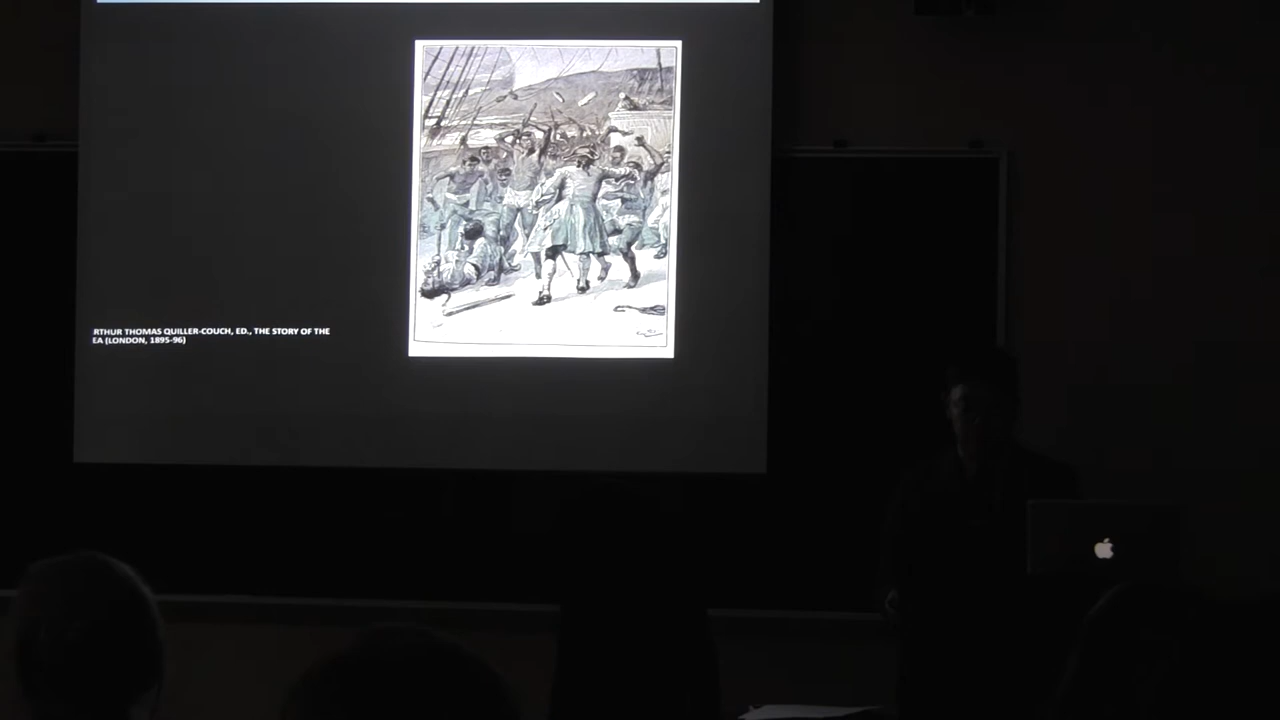 RTHUR THOMAS QUILLER-COUCH, ED., THE STORY OF THE
EA (LONDON, 1895-96)